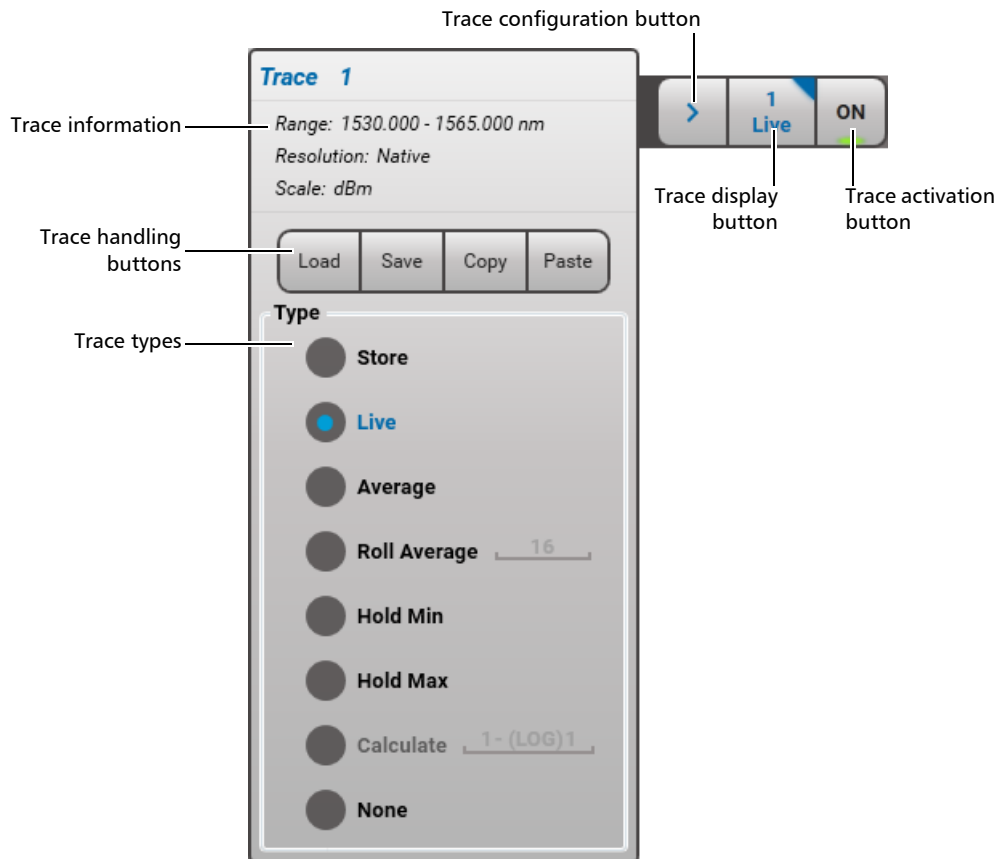 Trace configuration button
Trace 1
Range: 1530.000 - 1565.000 nm
Resolution: Native
Scale: dBm
Trace information
1
Live
ON
Trace display
button
Trace activation
button
Trace handling
buttons
Load Save Copy Paste
Type
Trace types
Store
Live
Average
Roll Average 16
Hold Min
Hold Max
Calculate 1- (LOG)1
None